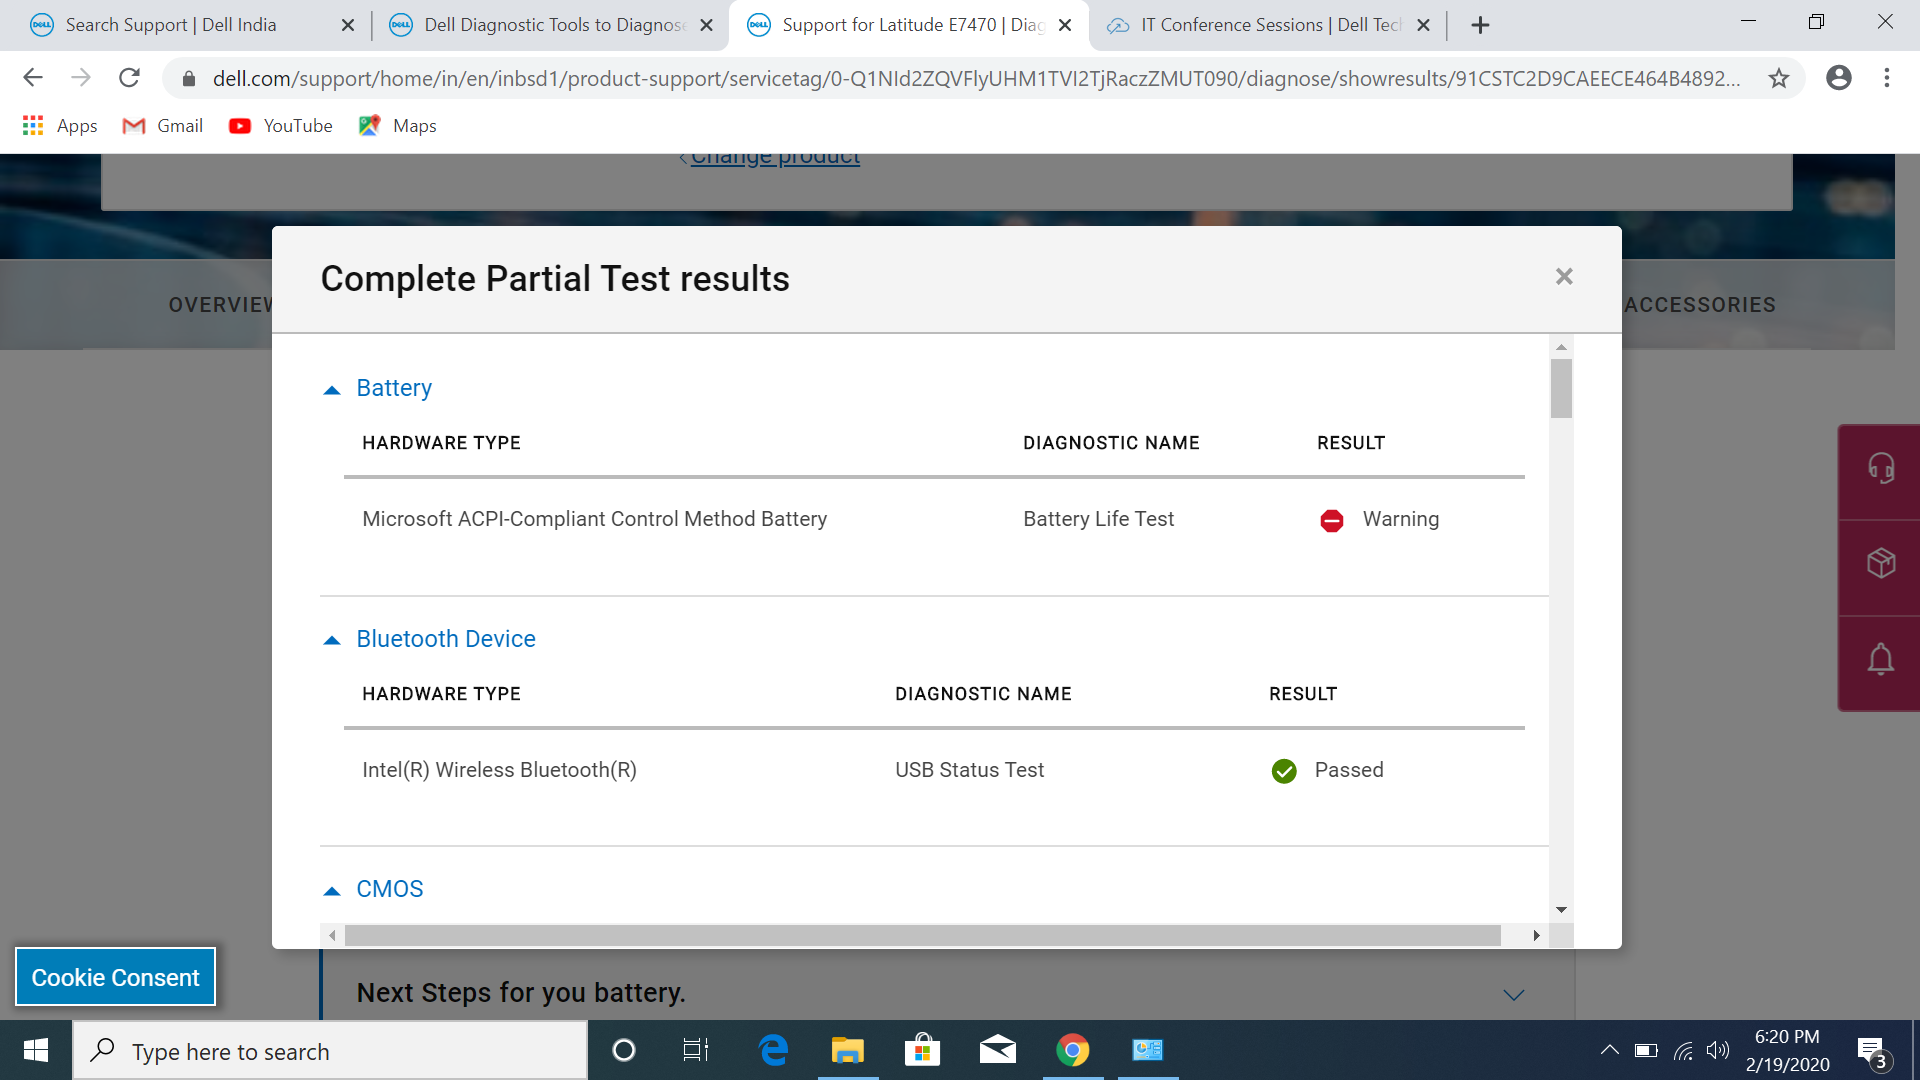 Search Support | Dell India
Dell Diagnostic Tools to Diagnose
Support for Latitude E7470 | Diag
IT Conference Sessions | Dell Tec
dell.com/support/home/in/en/inbsd1/product-support/servicetag/0-Q1NId2ZQVFlyUHM1TVI2TjRaczZMUT090/diagnose/showresults/91CSTC2D9CAEECE464B4892...
Apps
Gmail
YouTube
Maps
Change product
OVERVIEW
ACCESSORIES
Complete Partial Test results
Battery
HARDWARE TYPE DIAGNOSTIC NAME RESULT
Microsoft ACPI-Compliant Control Method Battery Battery Life Test Warning
Bluetooth Device
HARDWARE TYPE DIAGNOSTIC NAME RESULT
Intel(R) Wireless Bluetooth(R) USB Status Test Passed
CMOS
Cookie Consent
Next Steps for you battery.
Type here to search
6:20 PM
2/19/2020
3